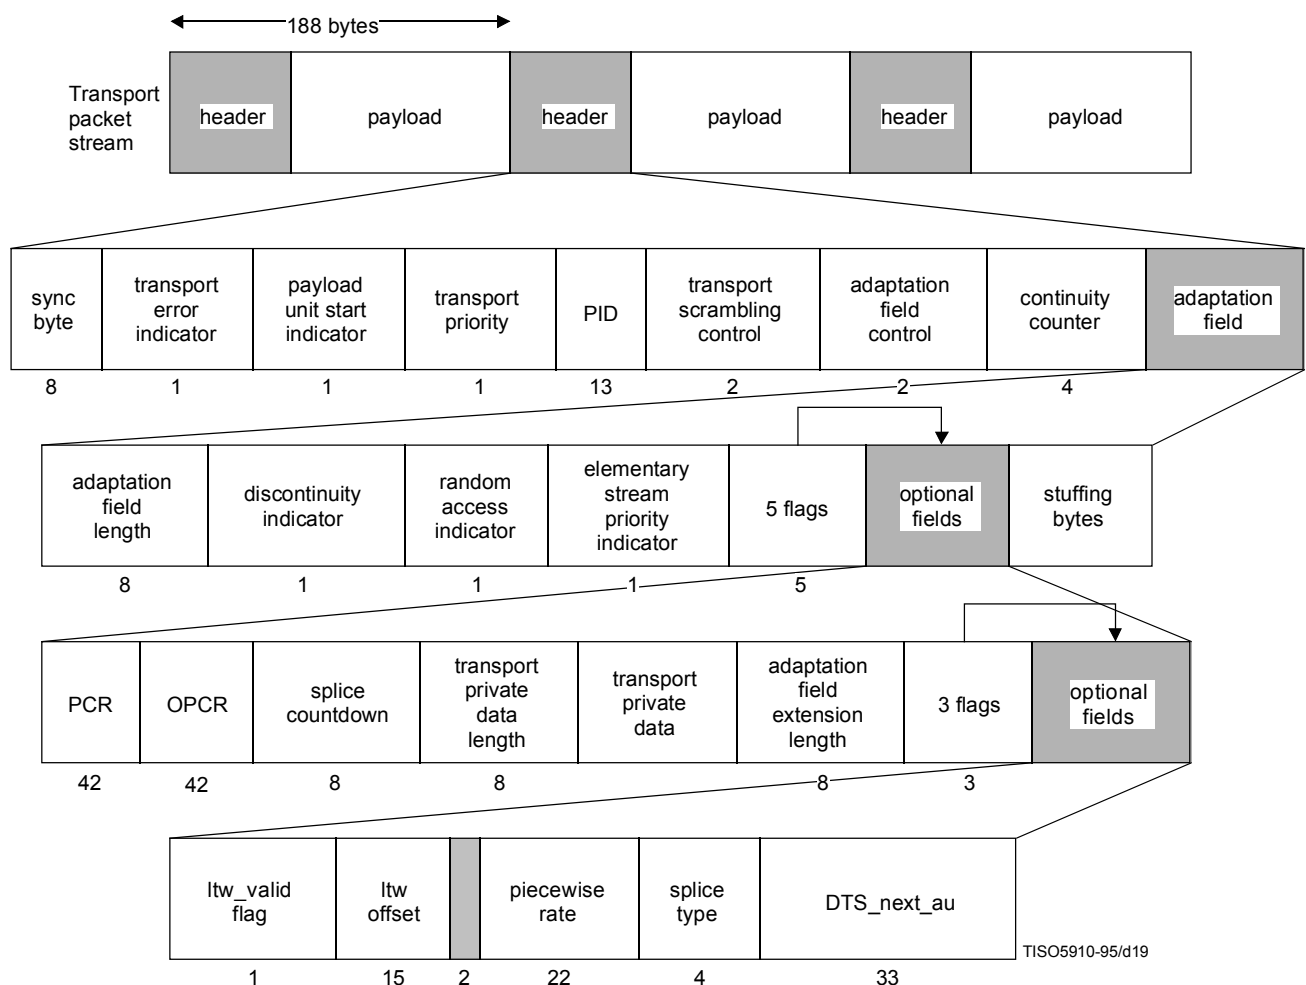 188 bytes
Transport
packet
stream
header
payload
header
payload
header
payload
sync
byte
transport
error
indicator
payload
unit start
indicator
transport
priority
PID
transport
scrambling
control
adaptation
field
control
continuity
counter
adaptation
field
8
1
1
1
13
2
2
4
adaptation
field
length
discontinuity
indicator
random
access
indicator
elementary
stream
priority
indicator
5 flags
optional
fields
stuffing
bytes
8
1
1
1
5
PCR
OPCR
splice
countdown
transport
private
data
length
transport
private
data
adaptation
field
extension
length
3 flags
optional
fields
42
42
8
8
8
3
ltw_valid
flag
ltw
offset
piecewise
rate
splice
type
DTS_next_au
1
15
2
22
4
33
TISO5910-95/d19